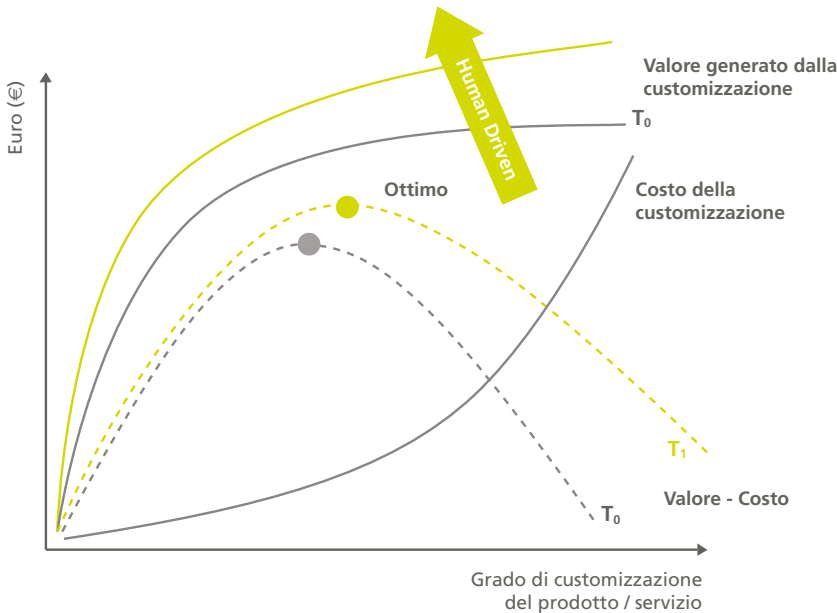 Euro (€)
Human Driven
Valore generato dalla
customizzazione
T₀
Ottimo
Costo della
customizzazione
T₁
Valore - Costo
T₀
Grado di customizzazione
del prodotto / servizio